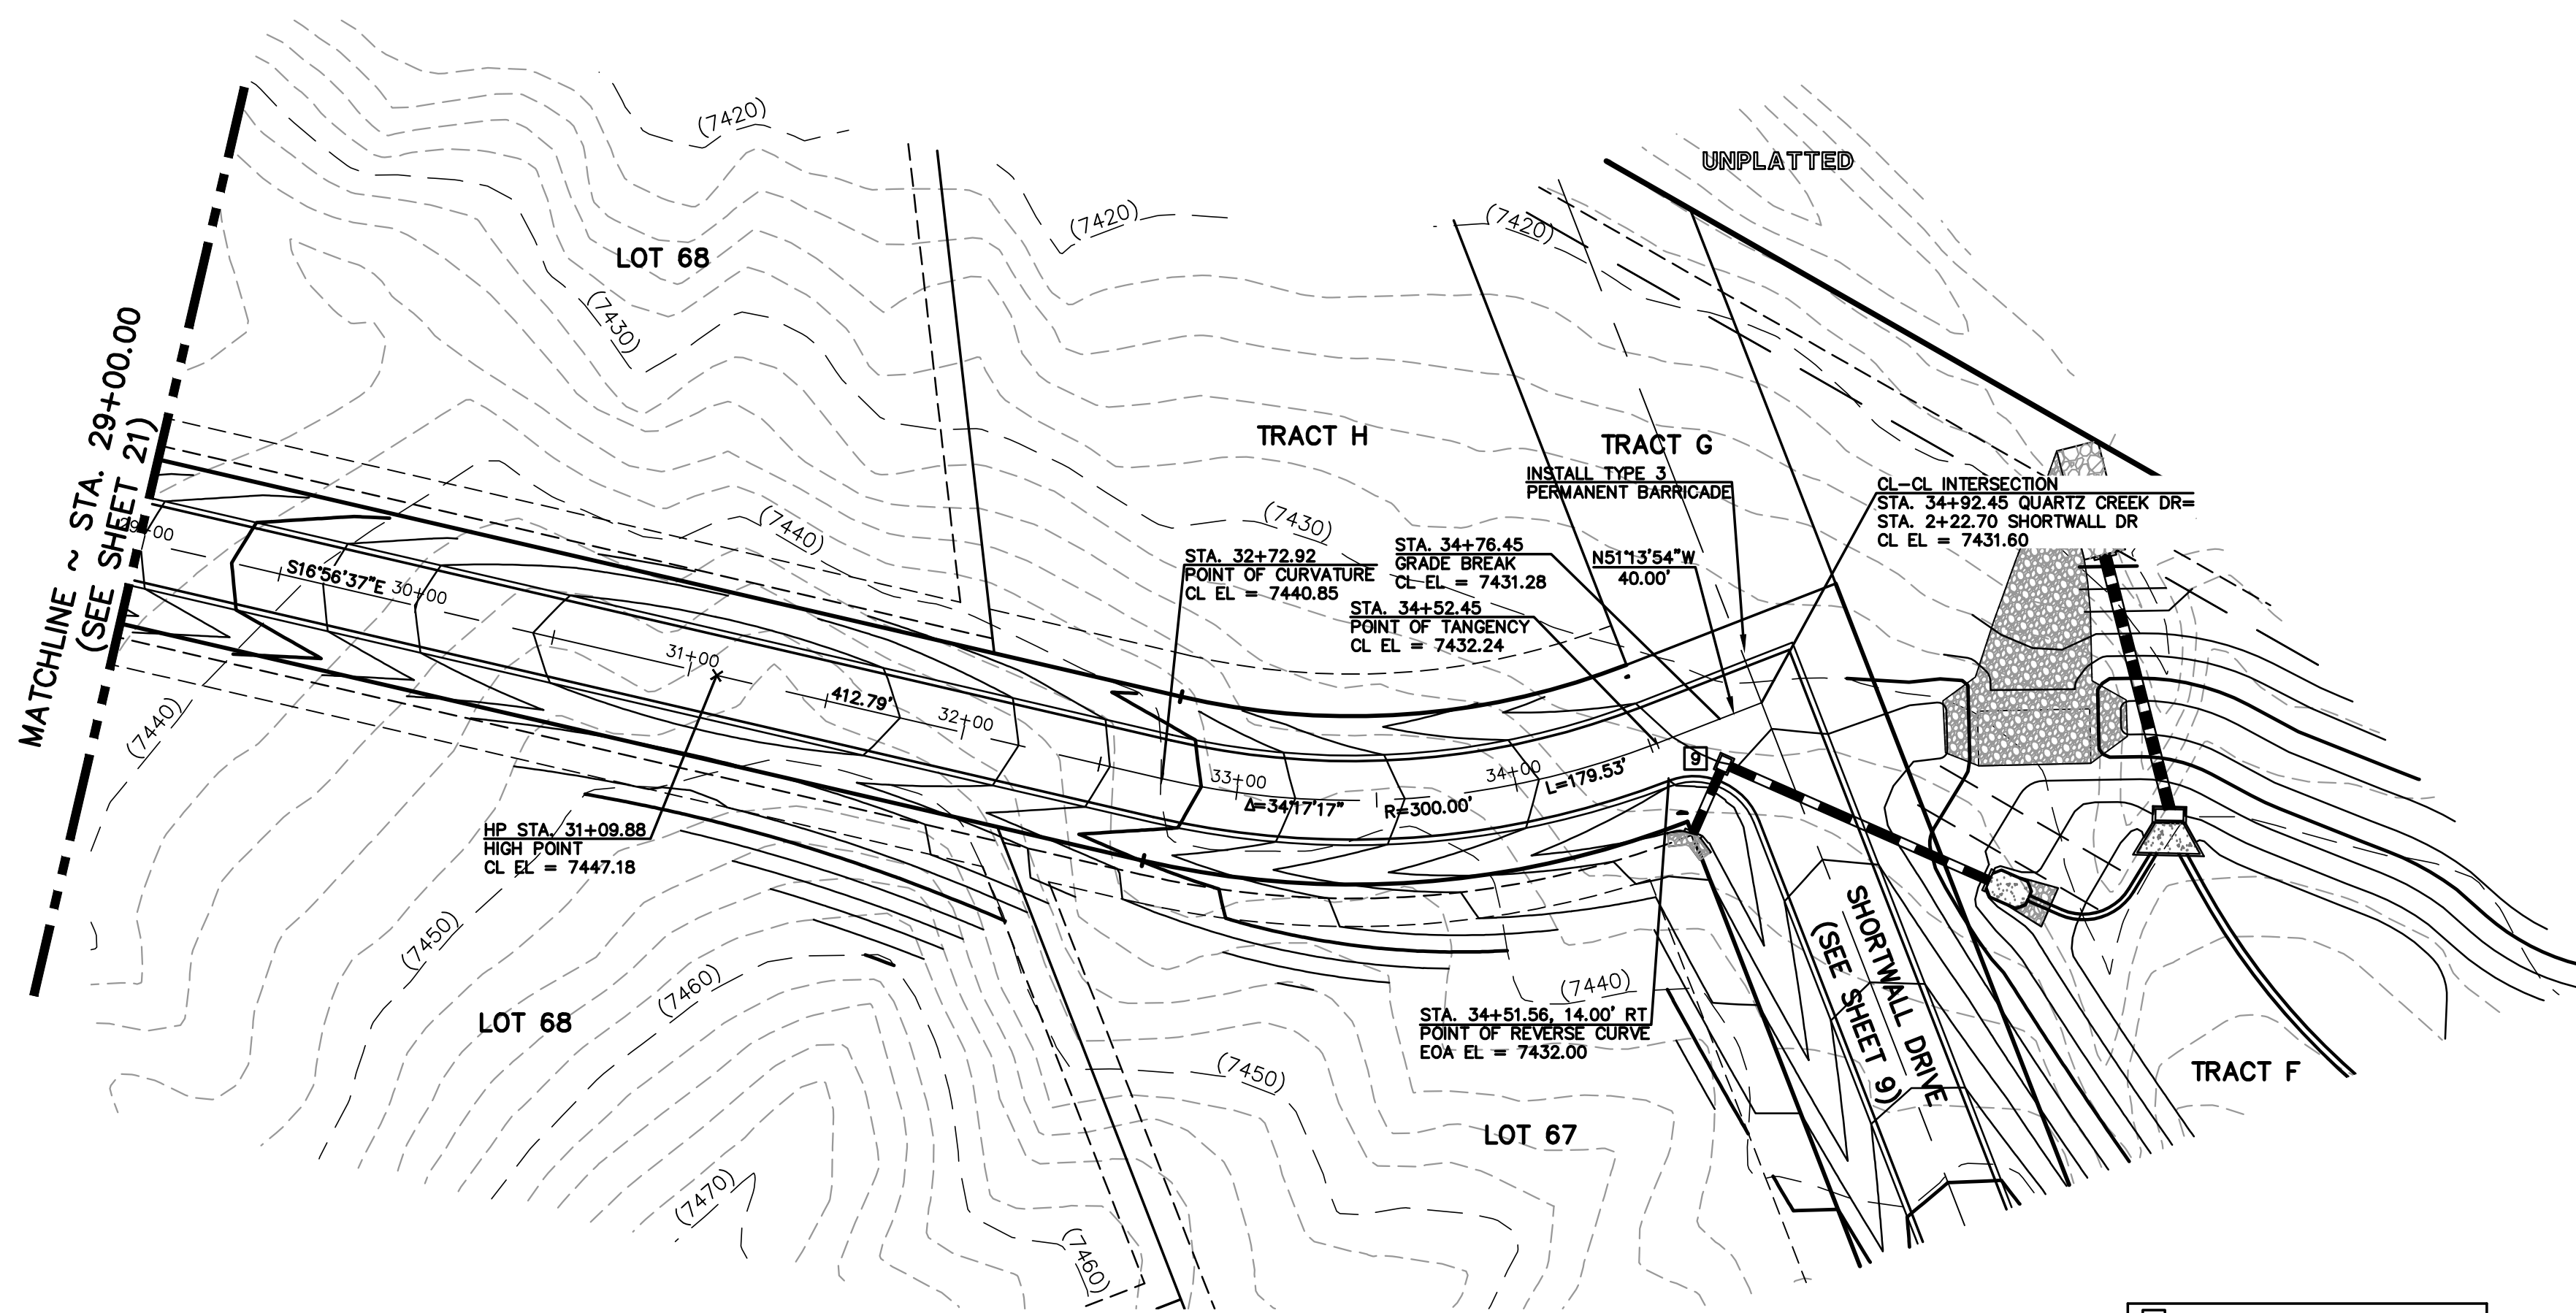 UNPLATTED
(7420)
(7420)
(7420)
LOT 68
(7430)
MATCHLINE ~ STA. 29+00.00
(SEE SHEET 21)
TRACT H
TRACT G
INSTALL TYPE 3
PERMANENT BARRICADE
CL-CL INTERSECTION
STA. 34+92.45 QUARTZ CREEK DR=
STA. 2+22.70 SHORTWALL DR
CL EL = 7431.60
(7430)
(7440)
29+00
STA. 32+72.92
POINT OF CURVATURE
CL EL = 7440.85
STA. 34+76.45
GRADE BREAK
CL EL = 7431.28
N51°13'54"W
40.00'
STA. 34+52.45
POINT OF TANGENCY
CL EL = 7432.24
S16°56'37"E
30+00
31+00
412.79'
32+00
33+00
34+00
Δ=34°17'17"
R=300.00'
L=179.53'
9
(7440)
HP STA. 31+09.88
HIGH POINT
CL EL = 7447.18
(7450)
(7460)
LOT 68
(7440)
STA. 34+51.56, 14.00' RT
POINT OF REVERSE CURVE
EOA EL = 7432.00
SHORTWALL DRIVE
(SEE SHEET 9)
(7450)
TRACT F
LOT 67
(7470)
(7460)